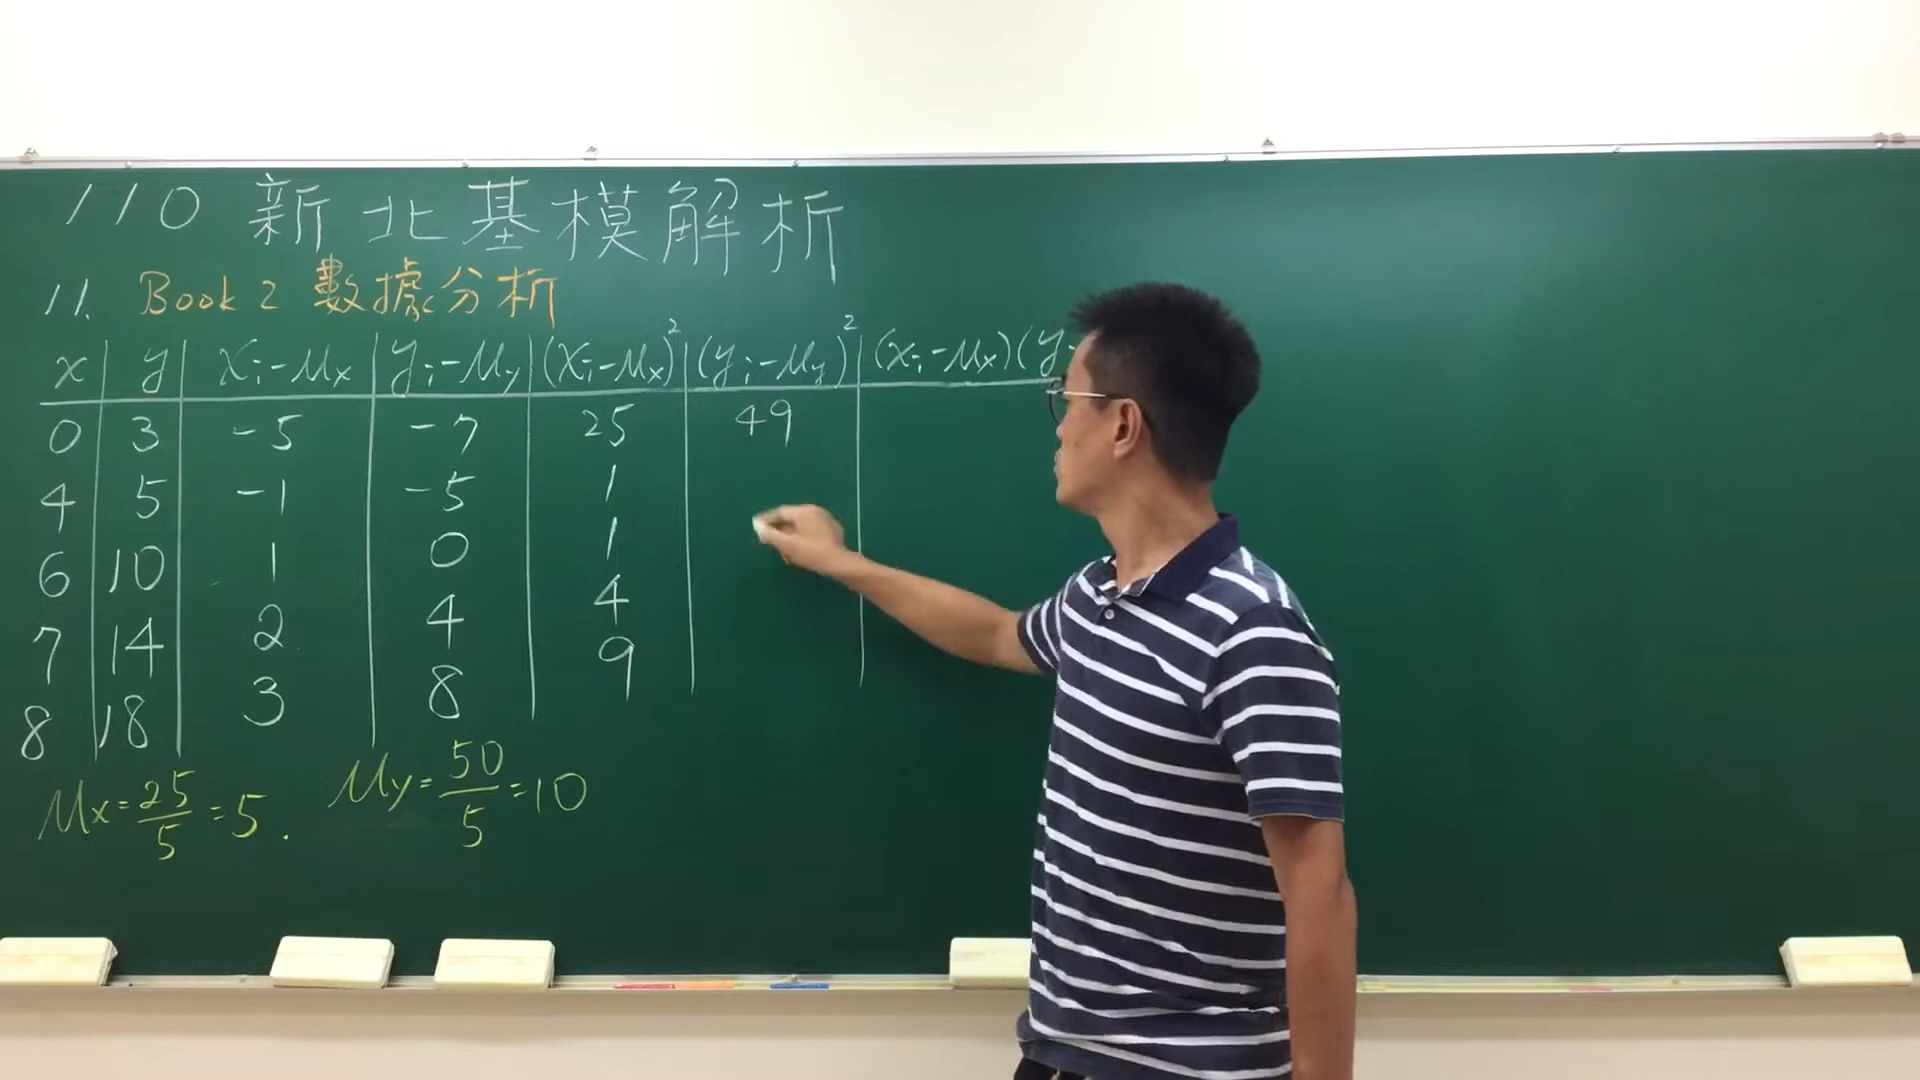 110 新北基模解析
11. Book 2 數據分析
x y xᵢ-μx yᵢ-μy (xᵢ-μx)² (yᵢ-μy)² (xᵢ-μx)(yᵢ-
0 3 -5 -7 25 49
4 5 -1 -5 1
6 10 1 0 1
7 14 2 4 4
8 18 3 8 9
μx=25/5=5. μy=50/5=10